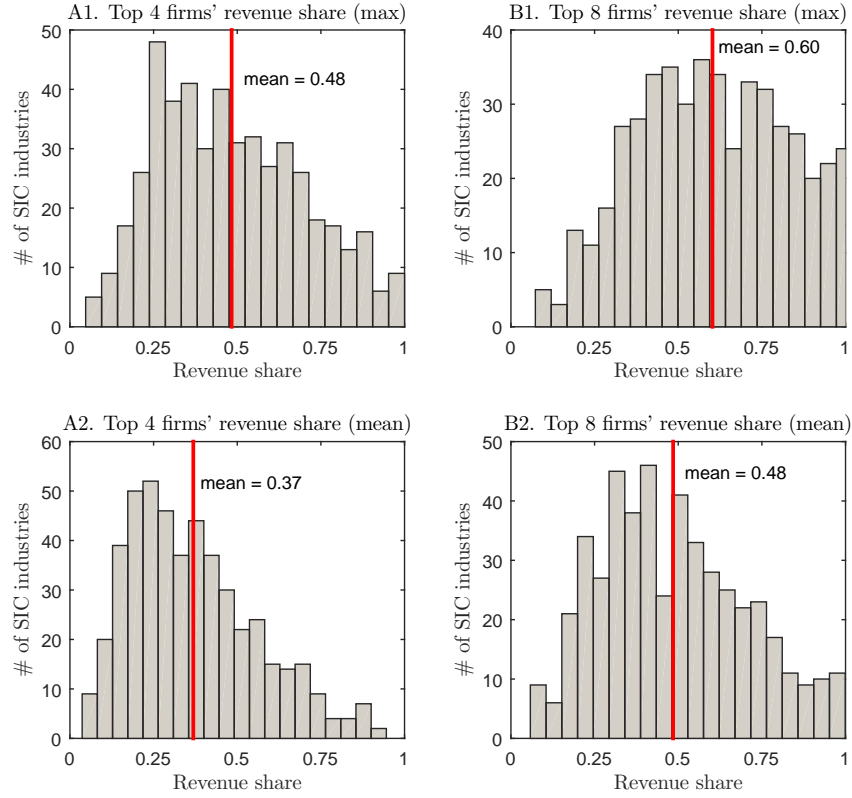 A1. Top 4 firms' revenue share (max)
50
40
30
20
10
0
# of SIC industries
mean = 0.48
0 0.25 0.5 0.75 1
Revenue share
B1. Top 8 firms' revenue share (max)
40
30
20
10
0
# of SIC industries
mean = 0.60
0 0.25 0.5 0.75 1
Revenue share
A2. Top 4 firms' revenue share (mean)
60
50
40
30
20
10
0
# of SIC industries
mean = 0.37
0 0.25 0.5 0.75 1
Revenue share
B2. Top 8 firms' revenue share (mean)
50
40
30
20
10
0
# of SIC industries
mean = 0.48
0 0.25 0.5 0.75 1
Revenue share